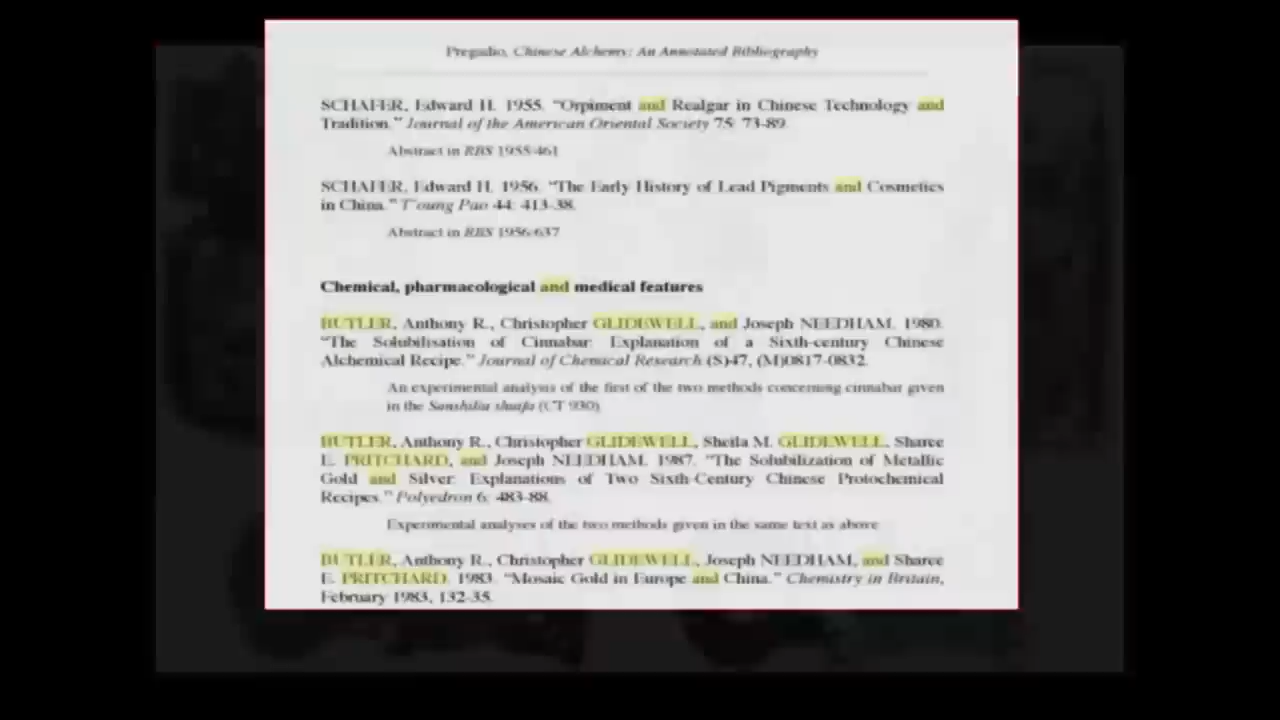 Pregadio, Chinese Alchemy: An Annotated Bibliography
SCHAFER, Edward H. 1955. "Orpiment and Realgar in Chinese Technology and
Tradition." Journal of the American Oriental Society 75: 73-89.
Abstract in RBS 1955:461
SCHAFER, Edward H. 1956. "The Early History of Lead Pigments and Cosmetics
in China." T'oung Pao 44: 413-38.
Abstract in RBS 1956:637
Chemical, pharmacological and medical features
BUTLER, Anthony R., Christopher GLIDEWELL, and Joseph NEEDHAM. 1980.
"The Solubilisation of Cinnabar: Explanation of a Sixth-century Chinese
Alchemical Recipe." Journal of Chemical Research (S)47, (M)0817-0832.
An experimental analysis of the first of the two methods concerning cinnabar given
in the Sanshiliu shuifa (CT 930)
BUTLER, Anthony R., Christopher GLIDEWELL, Sheila M. GLIDEWELL, Sharee
E. PRITCHARD, and Joseph NEEDHAM. 1987. "The Solubilization of Metallic
Gold and Silver: Explanations of Two Sixth-Century Chinese Protochemical
Recipes." Polyedron 6: 483-88.
Experimental analyses of the two methods given in the same text as above
BUTLER, Anthony R., Christopher GLIDEWELL, Joseph NEEDHAM, and Sharee
E. PRITCHARD. 1983. "Mosaic Gold in Europe and China." Chemistry in Britain,
February 1983, 132-35.